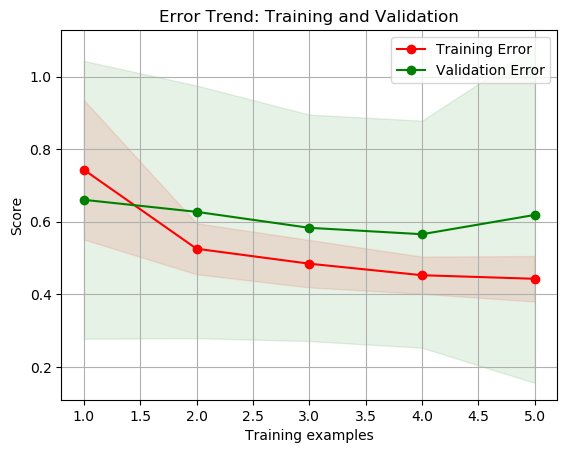 Error Trend: Training and Validation
Training Error
Validation Error
Score
1.0
0.8
0.6
0.4
0.2
1.0 1.5 2.0 2.5 3.0 3.5 4.0 4.5 5.0
Training examples